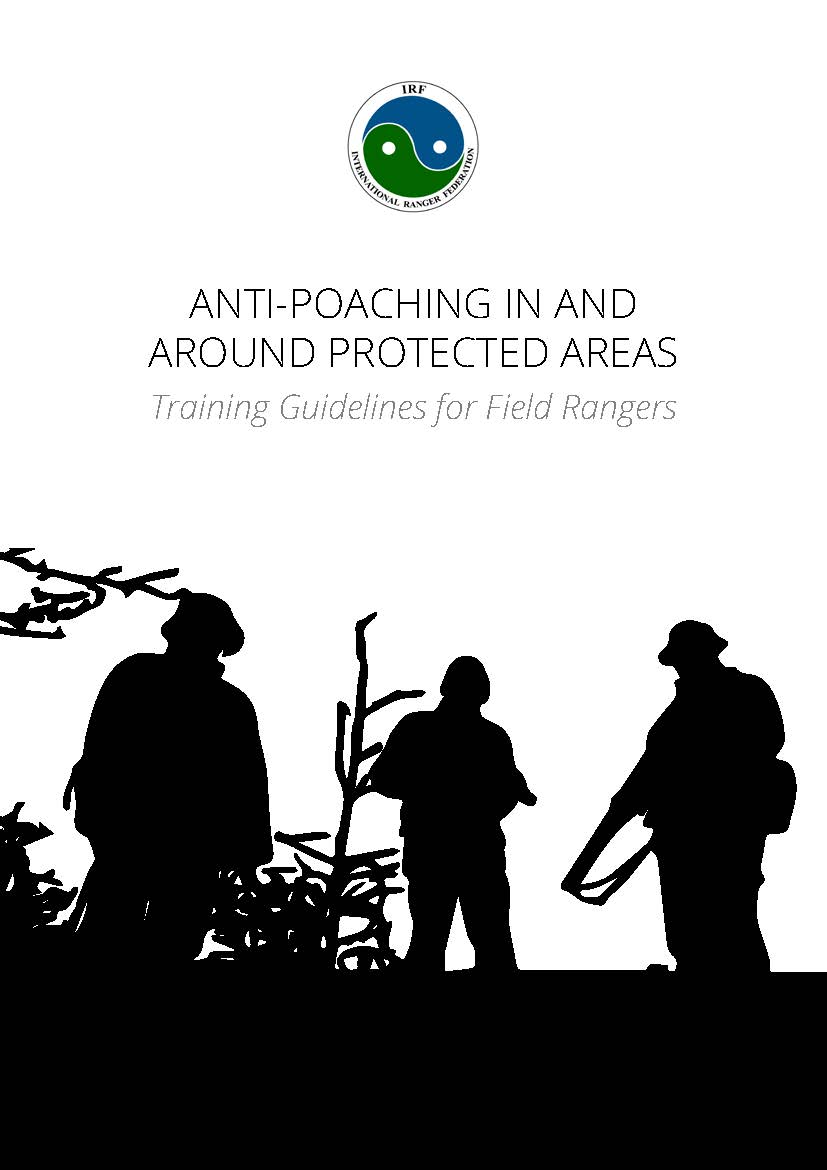 IRF
INTERNATIONAL RANGER FEDERATION
ANTI-POACHING IN AND
AROUND PROTECTED AREAS
Training Guidelines for Field Rangers